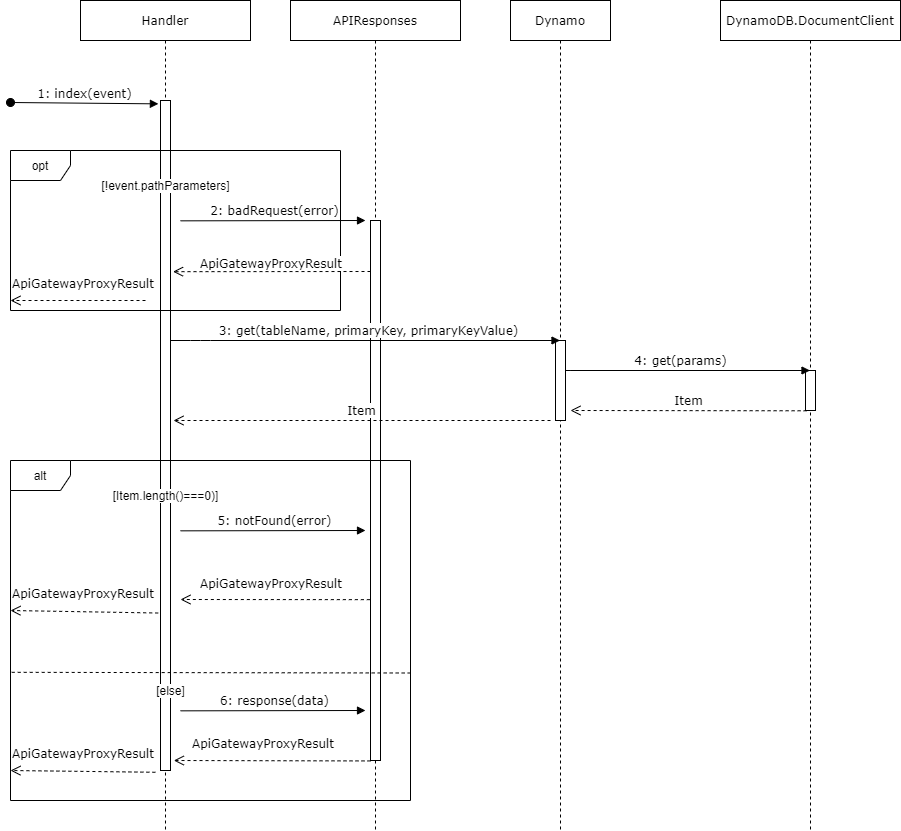 Handler
APIResponses
Dynamo
DynamoDB.DocumentClient
1: index(event)
opt
[!event.pathParameters]
2: badRequest(error)
ApiGatewayProxyResult
ApiGatewayProxyResult
3: get(tableName, primaryKey, primaryKeyValue)
4: get(params)
Item
Item
alt
[Item.length()===0)]
5: notFound(error)
ApiGatewayProxyResult
ApiGatewayProxyResult
[else]
6: response(data)
ApiGatewayProxyResult
ApiGatewayProxyResult